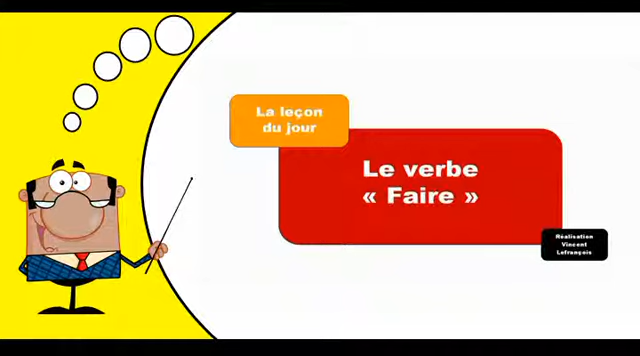 La leçon
du jour
Le verbe
« Faire »
Réalisation
Vincent
Lefrançois